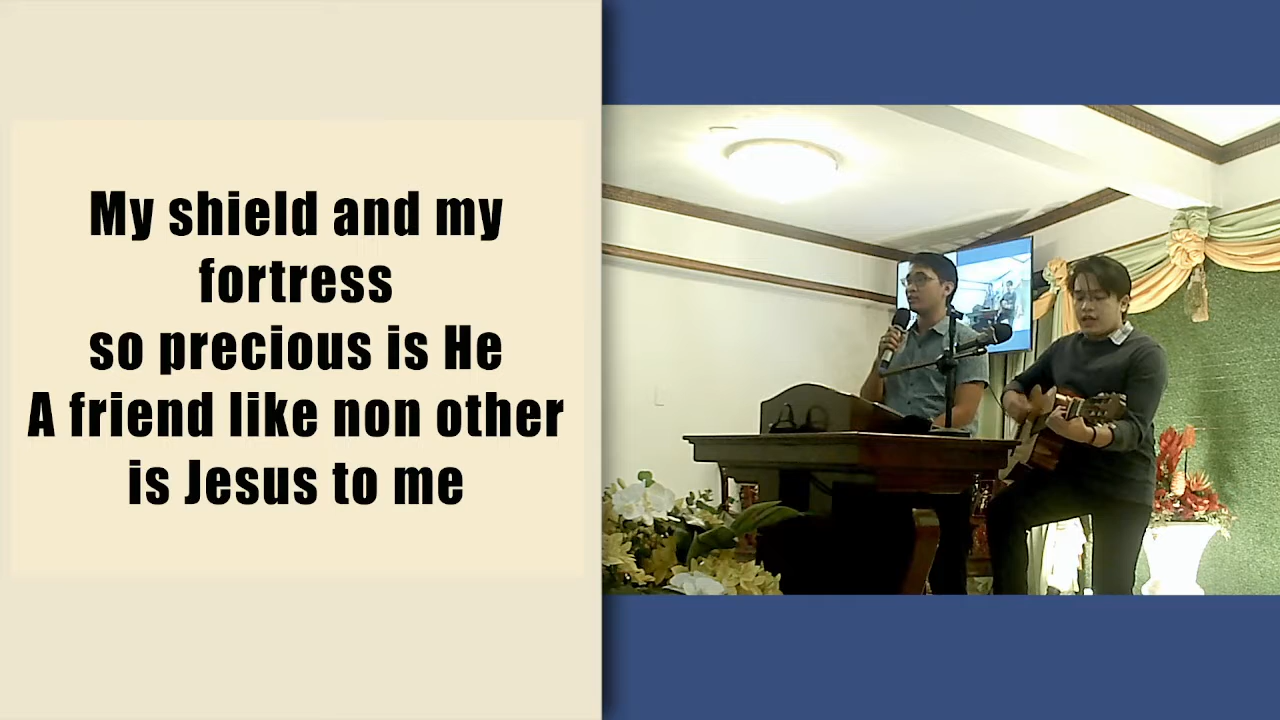 My shield and my
fortress
so precious is He
A friend like non other
is Jesus to me